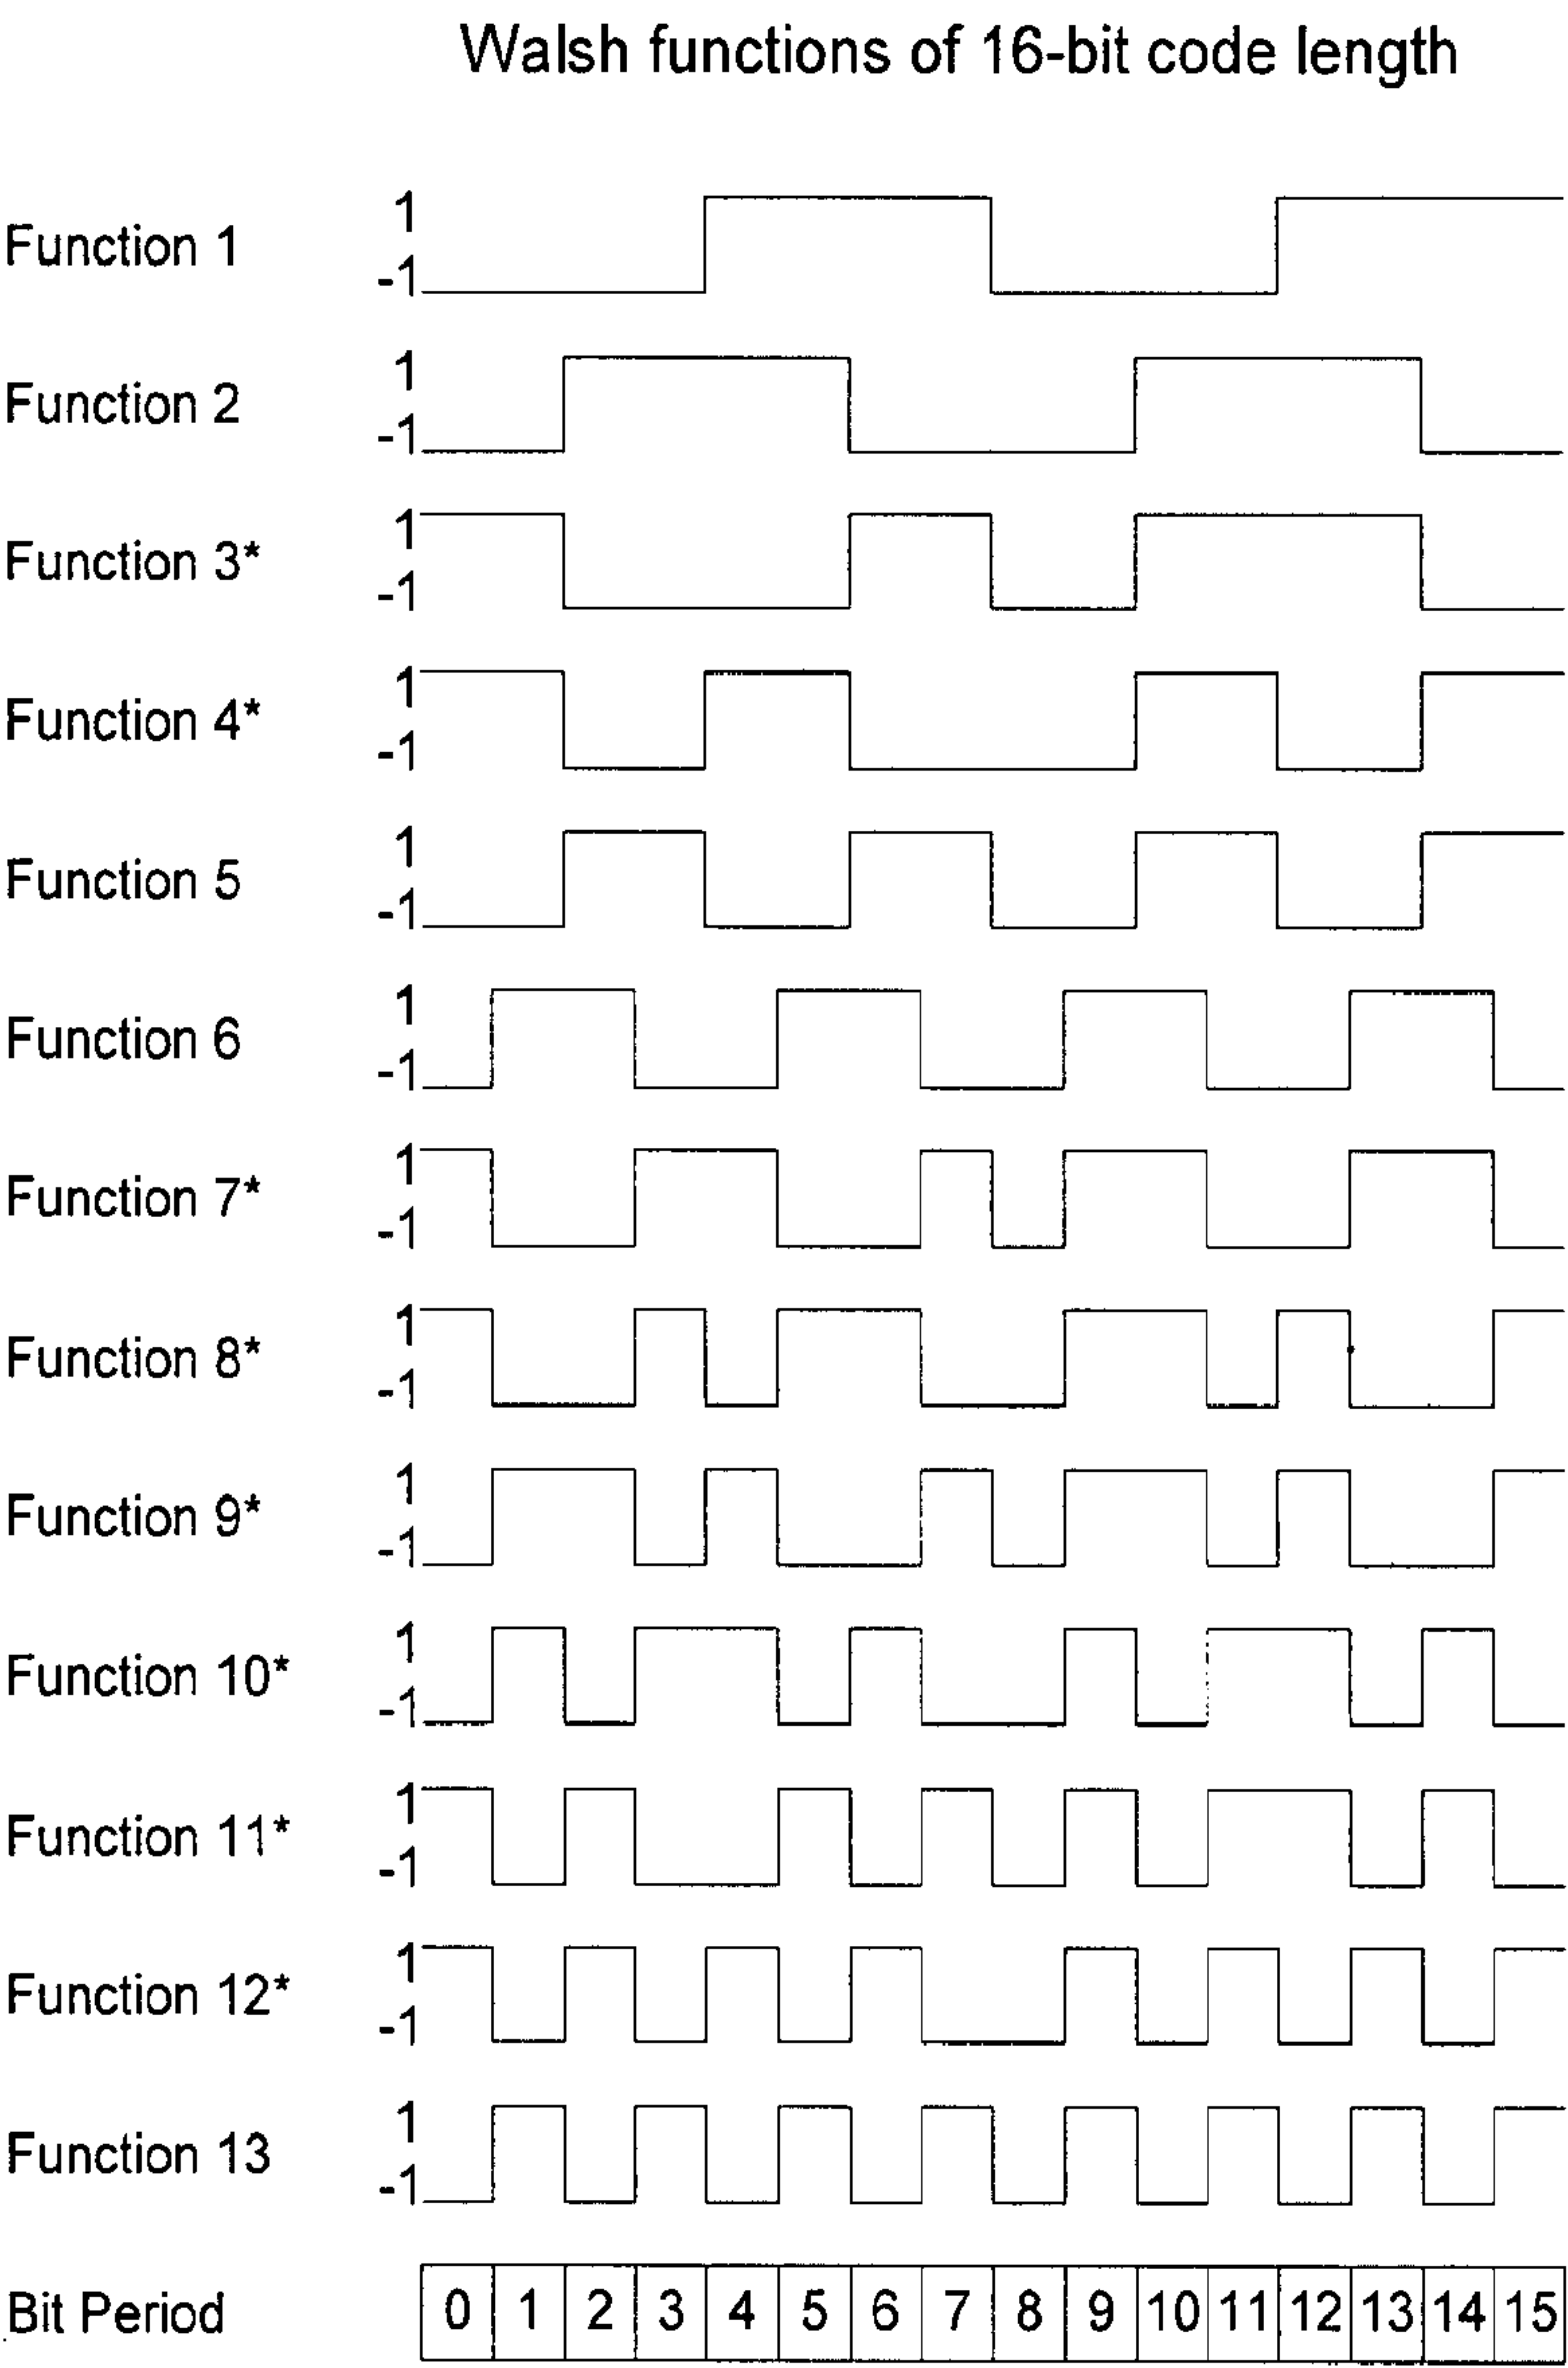 Walsh functions of 16-bit code length
1
Function 1
-1
1
Function 2
-1
1
Function 3*
-1
1
Function 4*
-1
1
Function 5
-1
1
Function 6
-1
1
Function 7*
-1
1
Function 8*
-1
1
Function 9*
-1
1
Function 10*
-1
1
Function 11*
-1
1
Function 12*
-1
1
Function 13
-1
Bit Period 0 1 2 3 4 5 6 7 8 9 10 11 12 13 14 15